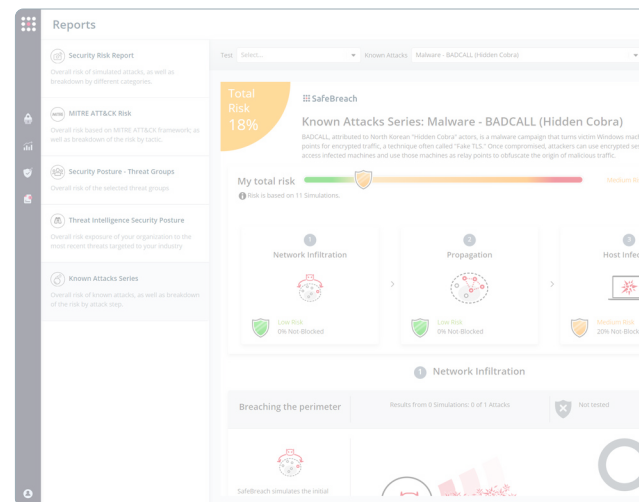 Reports
Security Risk Report
Overall risk of simulated attacks, as well as
breakdown by different categories.
MITRE ATT&CK Risk
Overall risk based on MITRE ATT&CK framework, as
well as breakdown of the risk by tactic.
Security Posture - Threat Groups
Overall risk of the selected threat groups.
Threat Intelligence Security Posture
Overall risk exposure of your organization to the
most recent threats targeted to your industry
Known Attacks Series
Overall risk of known attacks, as well as breakdown
of the risk by attack step.
Test Select... Known Attacks Malware - BADCALL (Hidden Cobra)
Total
Risk
18%
SafeBreach
Known Attacks Series: Malware - BADCALL (Hidden Cobra)
BADCALL, attributed to North Korean "Hidden Cobra" actors, is a malware campaign that turns victim Windows mac
points for encrypted traffic, a technique often called "Fake TLS." Once compromised, attackers can use encrypted se
access infected machines and use those machines as relay points to obfuscate the origin of malicious traffic.
My total risk
Medium Ri
Risk is based on 11 Simulations.
1
Network Infiltration
Low Risk
0% Not-Blocked
2
Propagation
Low Risk
0% Not-Blocked
3
Host Infec
Medium Risk
20% Not-Block
1 Network Infiltration
Breaching the perimeter
Results from 0 Simulations: 0 of 1 Attacks
Not tested
SafeBreach simulates the initial